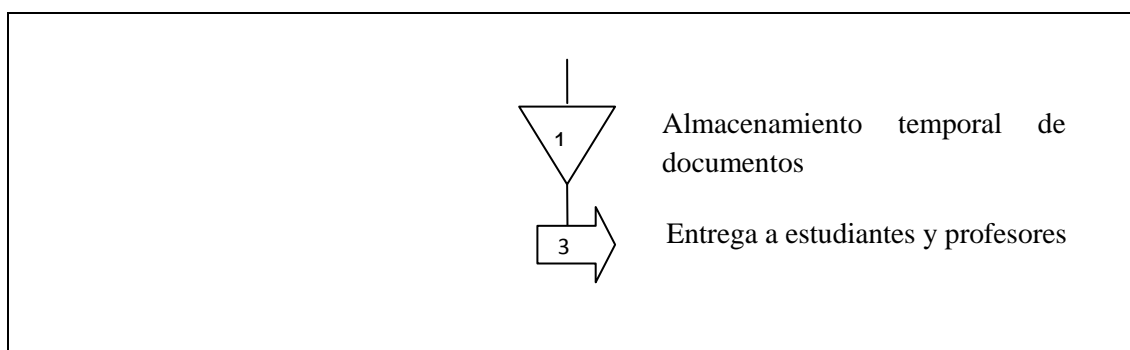 1
Almacenamiento temporal de
documentos
3
Entrega a estudiantes y profesores